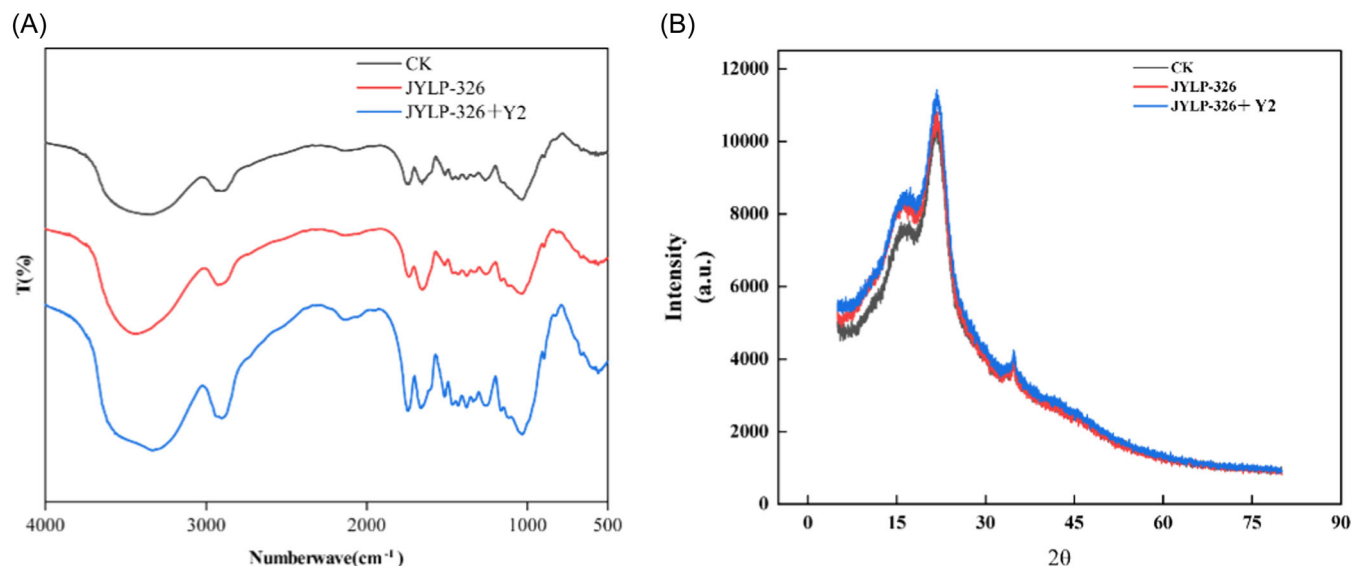 (A)
CK
JYLP-326
JYLP-326+Y2
T(%)
4000 3000 2000 1000 500
Numberwave(cm⁻¹)
(B)
12000
10000
8000
6000
4000
2000
0
CK
JYLP-326
JYLP-326+ Y2
Intensity
(a.u.)
0 15 30 45 60 75 90
2θ